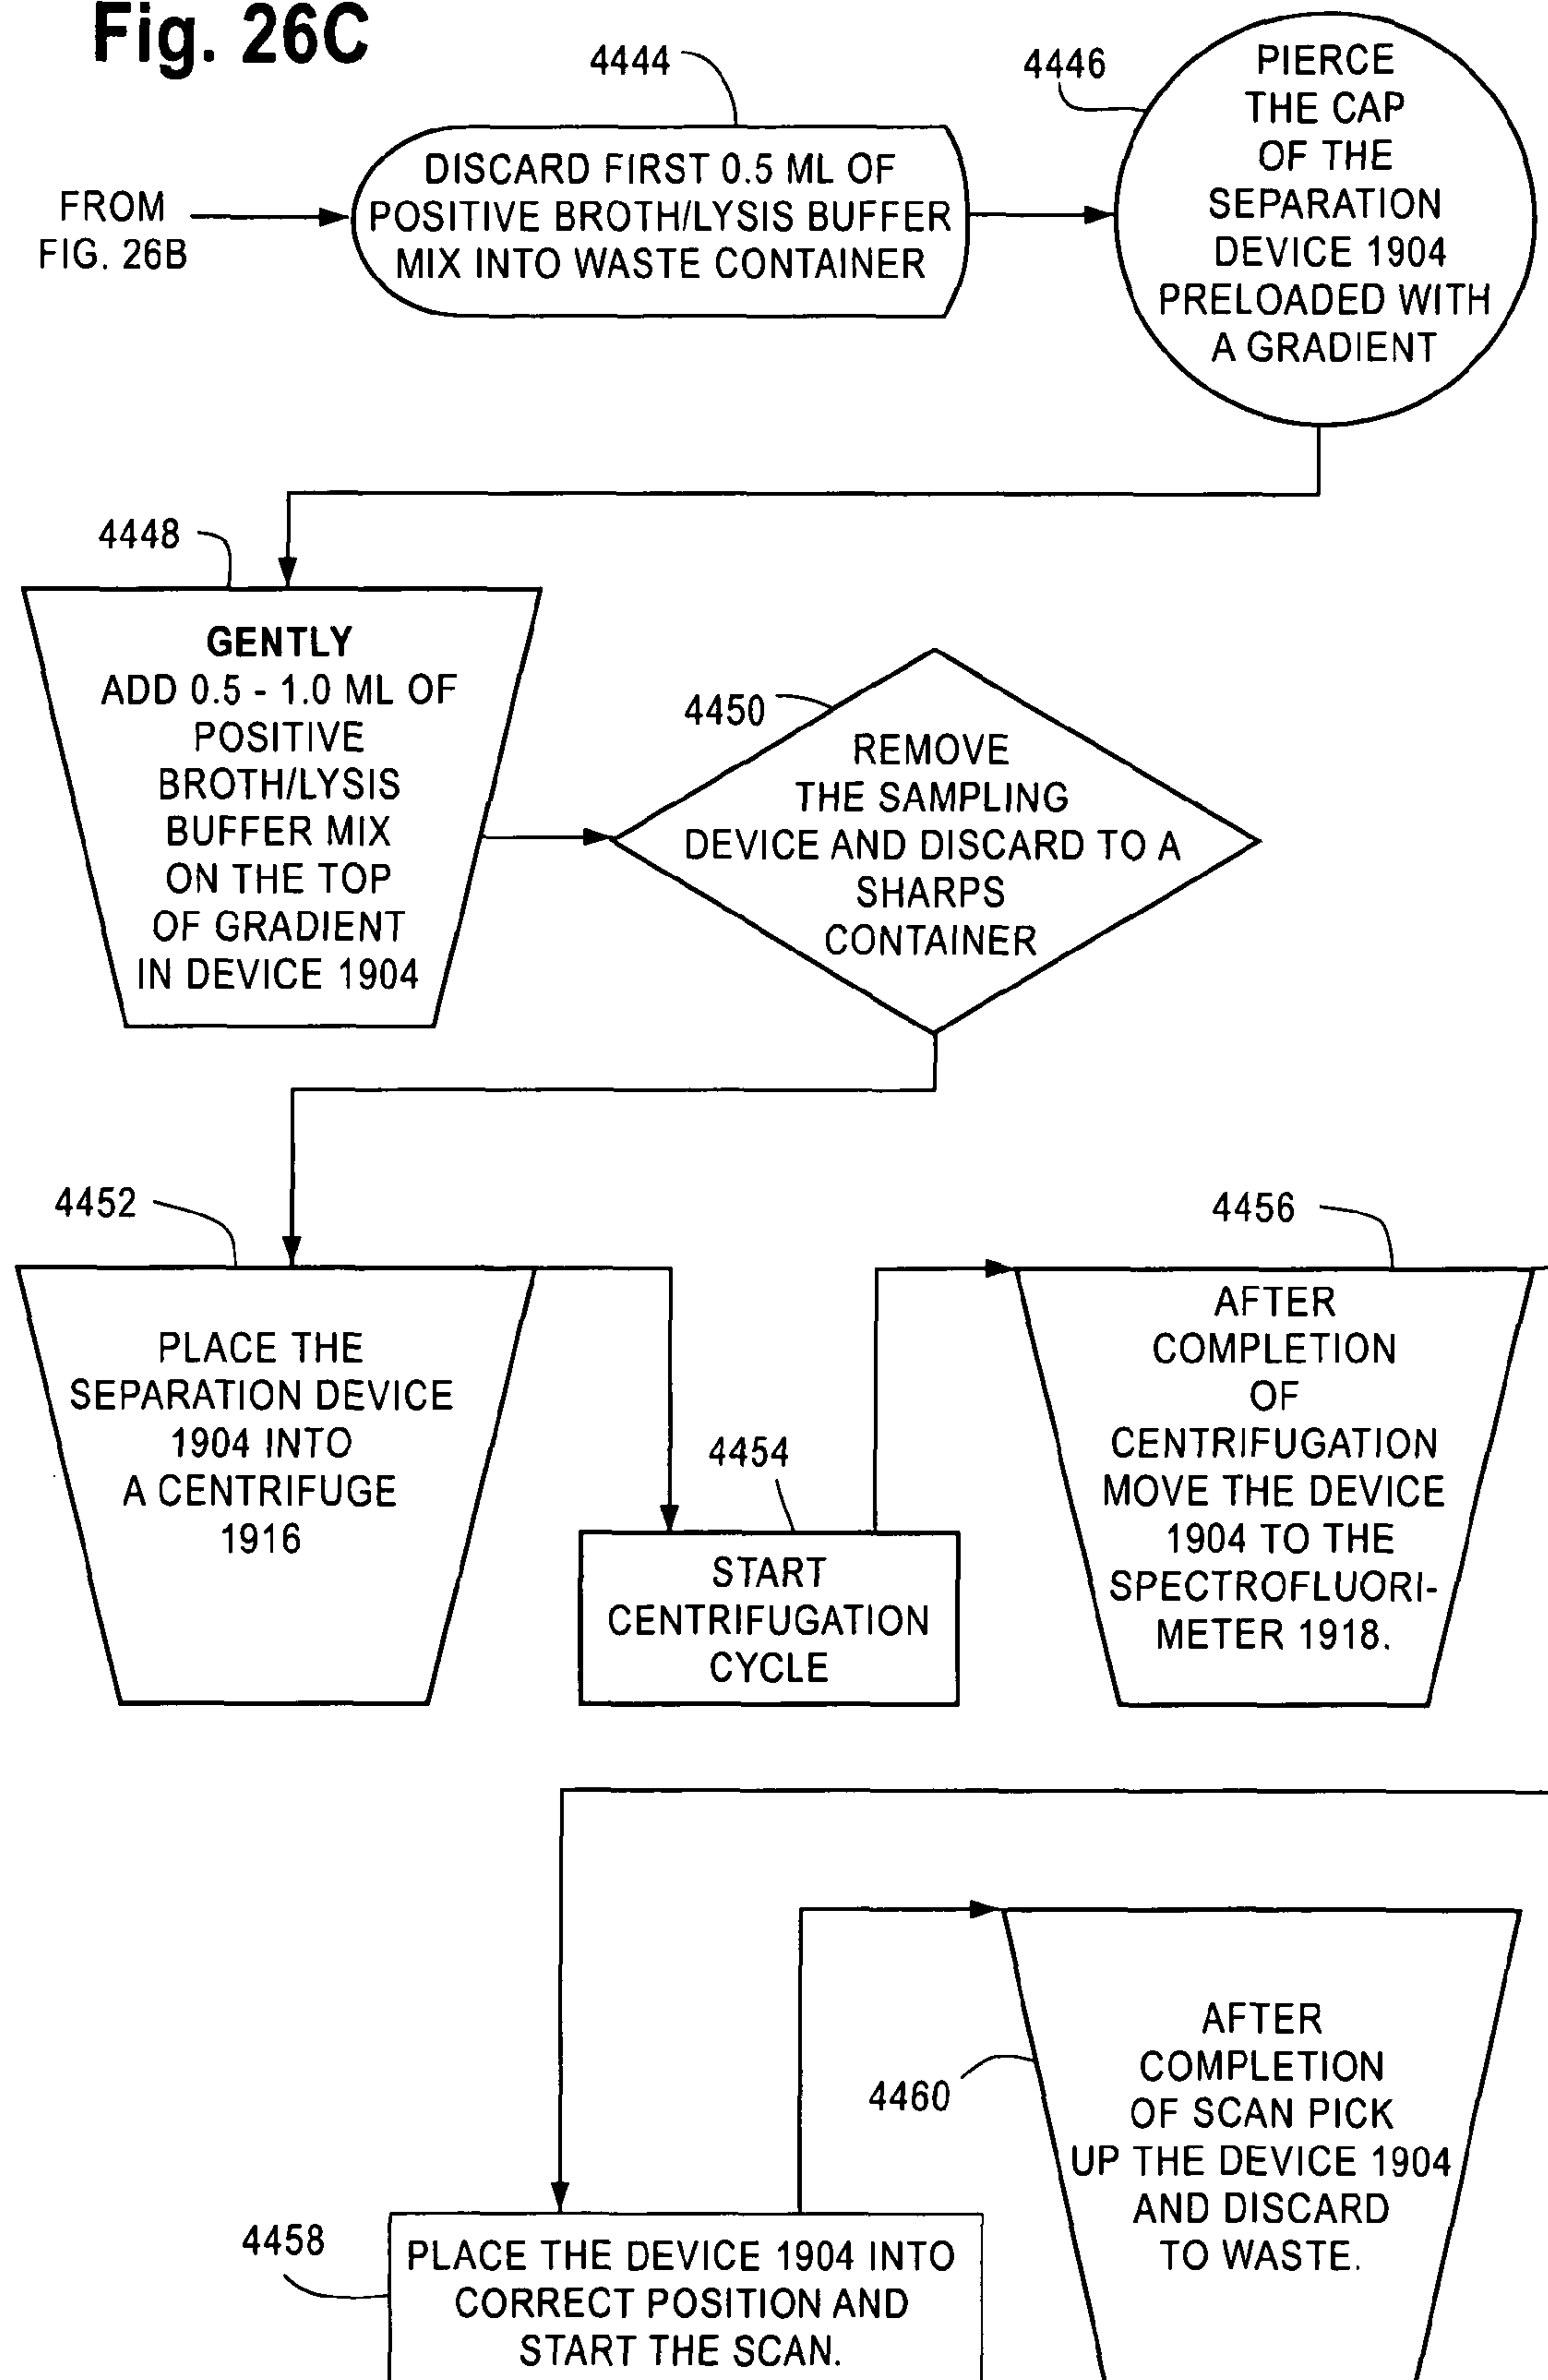 Fig. 26C
4444
4446
FROM
FIG. 26B
DISCARD FIRST 0.5 ML OF
POSITIVE BROTH/LYSIS BUFFER
MIX INTO WASTE CONTAINER
PIERCE
THE CAP
OF THE
SEPARATION
DEVICE 1904
PRELOADED WITH
A GRADIENT
4448
GENTLY
ADD 0.5 - 1.0 ML OF
POSITIVE
BROTH/LYSIS
BUFFER MIX
ON THE TOP
OF GRADIENT
IN DEVICE 1904
4450
REMOVE
THE SAMPLING
DEVICE AND DISCARD TO A
SHARPS
CONTAINER
4452
PLACE THE
SEPARATION DEVICE
1904 INTO
A CENTRIFUGE
1916
4454
START
CENTRIFUGATION
CYCLE
4456
AFTER
COMPLETION
OF
CENTRIFUGATION
MOVE THE DEVICE
1904 TO THE
SPECTROFLUORI-
METER 1918.
4458
PLACE THE DEVICE 1904 INTO
CORRECT POSITION AND
START THE SCAN.
4460
AFTER
COMPLETION
OF SCAN PICK
UP THE DEVICE 1904
AND DISCARD
TO WASTE.